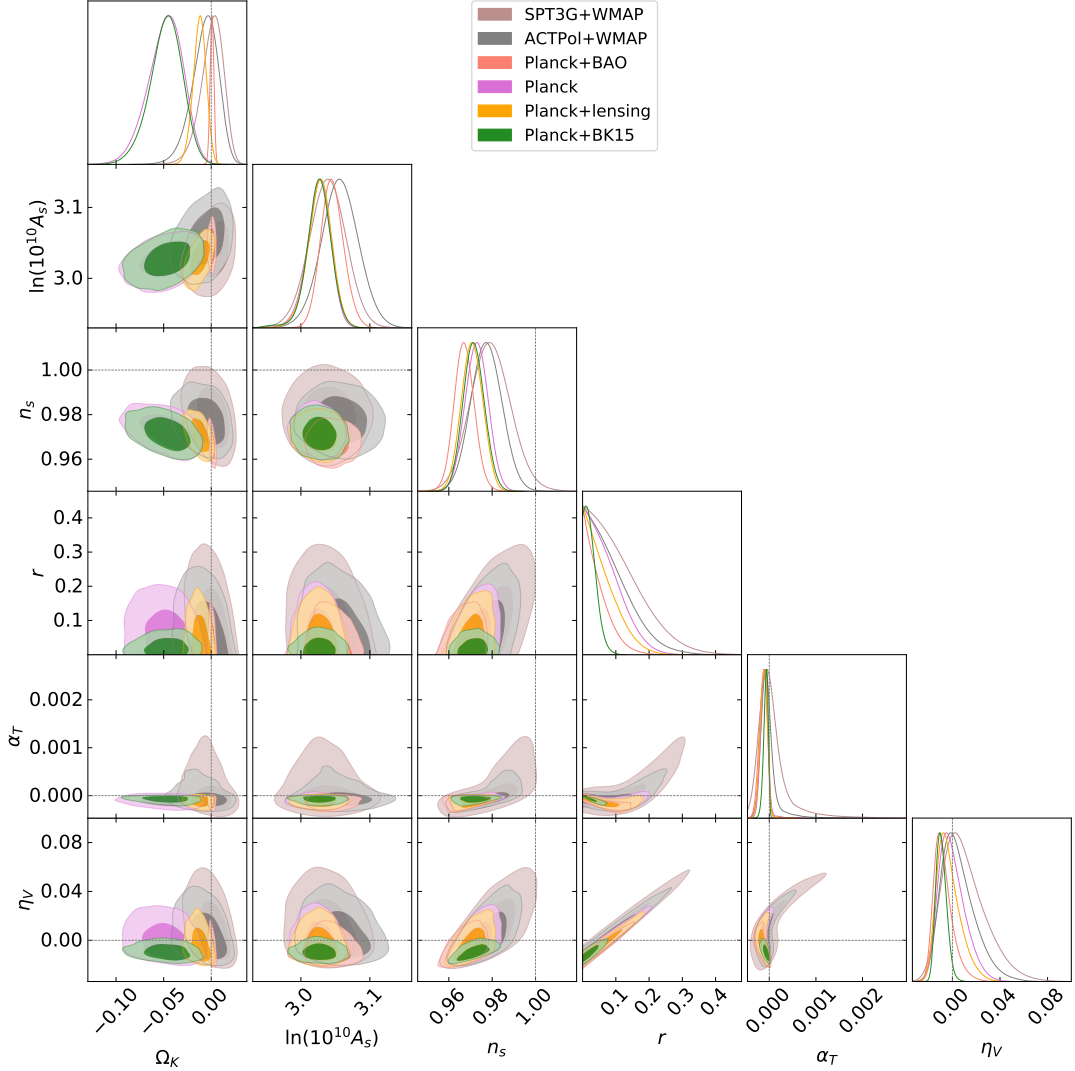 SPT3G+WMAP
ACTPol+WMAP
Planck+BAO
Planck
Planck+lensing
Planck+BK15
ln(10¹⁰Aₛ)
3.1
3.0
nₛ
1.00
0.98
0.96
r
0.4
0.3
0.2
0.1
α_T
0.002
0.001
0.000
η_V
0.08
0.04
0.00
−0.10 −0.05 0.00
3.0 3.1
0.96 0.98 1.00
0.1 0.2 0.3 0.4
0.000 0.001 0.002
0.00 0.04 0.08
Ω_K ln(10¹⁰Aₛ) nₛ r α_T η_V